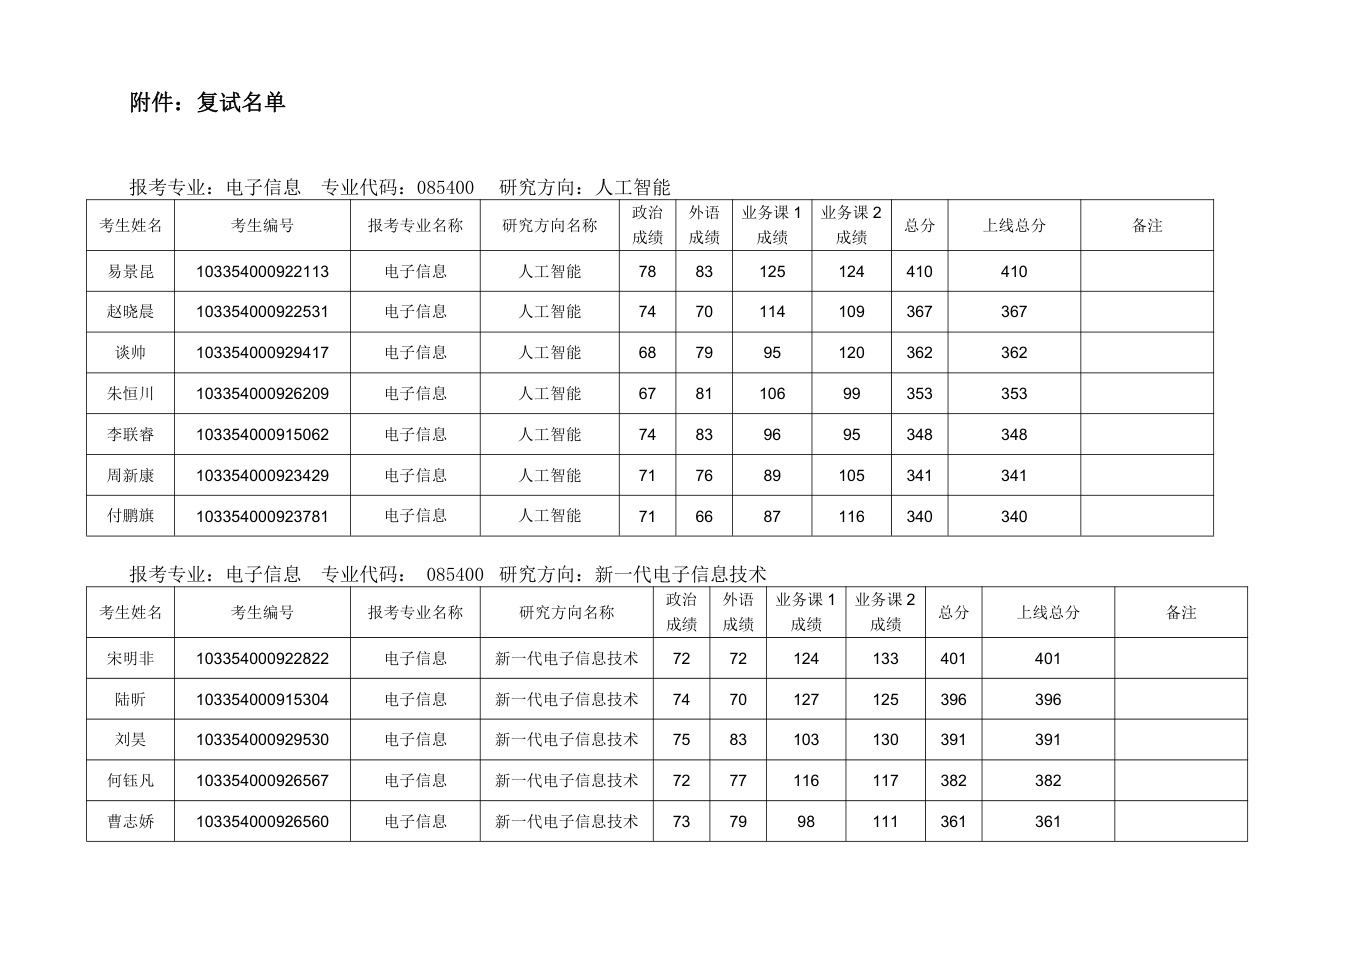 附件：复试名单
报考专业：电子信息 专业代码：085400 研究方向：人工智能
考生姓名 考生编号 报考专业名称 研究方向名称 政治成绩 外语成绩 业务课1成绩 业务课2成绩 总分 上线总分 备注
易景昆 103354000922113 电子信息 人工智能 78 83 125 124 410 410
赵晓晨 103354000922531 电子信息 人工智能 74 70 114 109 367 367
谈帅 103354000929417 电子信息 人工智能 68 79 95 120 362 362
朱恒川 103354000926209 电子信息 人工智能 67 81 106 99 353 353
李联睿 103354000915062 电子信息 人工智能 74 83 96 95 348 348
周新康 103354000923429 电子信息 人工智能 71 76 89 105 341 341
付鹏旗 103354000923781 电子信息 人工智能 71 66 87 116 340 340
报考专业：电子信息 专业代码： 085400 研究方向：新一代电子信息技术
考生姓名 考生编号 报考专业名称 研究方向名称 政治成绩 外语成绩 业务课1成绩 业务课2成绩 总分 上线总分 备注
宋明非 103354000922822 电子信息 新一代电子信息技术 72 72 124 133 401 401
陆昕 103354000915304 电子信息 新一代电子信息技术 74 70 127 125 396 396
刘昊 103354000929530 电子信息 新一代电子信息技术 75 83 103 130 391 391
何钰凡 103354000926567 电子信息 新一代电子信息技术 72 77 116 117 382 382
曹志娇 103354000926560 电子信息 新一代电子信息技术 73 79 98 111 361 361